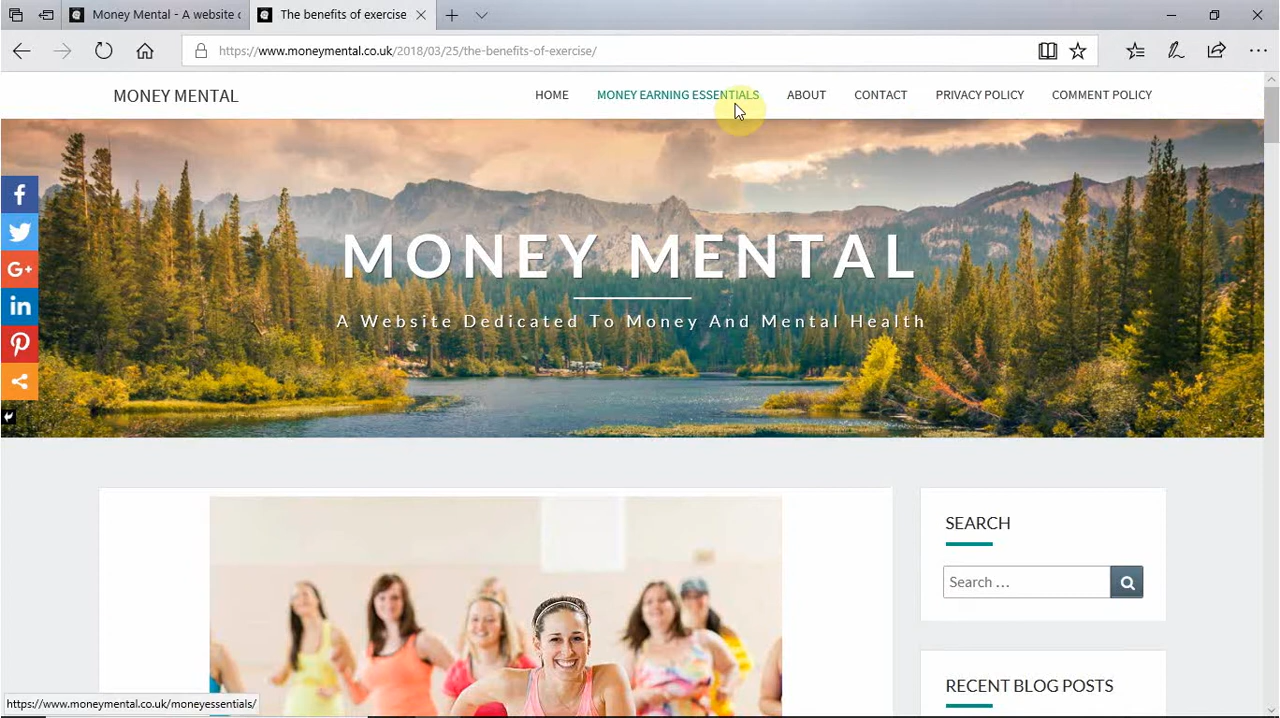 Money Mental - A website
The benefits of exercise
https://www.moneymental.co.uk/2018/03/25/the-benefits-of-exercise/
MONEY MENTAL
HOME
MONEY EARNING ESSENTIALS
ABOUT
CONTACT
PRIVACY POLICY
COMMENT POLICY
MONEY MENTAL
A Website Dedicated To Money And Mental Health
SEARCH
Search …
RECENT BLOG POSTS
https://www.moneymental.co.uk/moneyessentials/